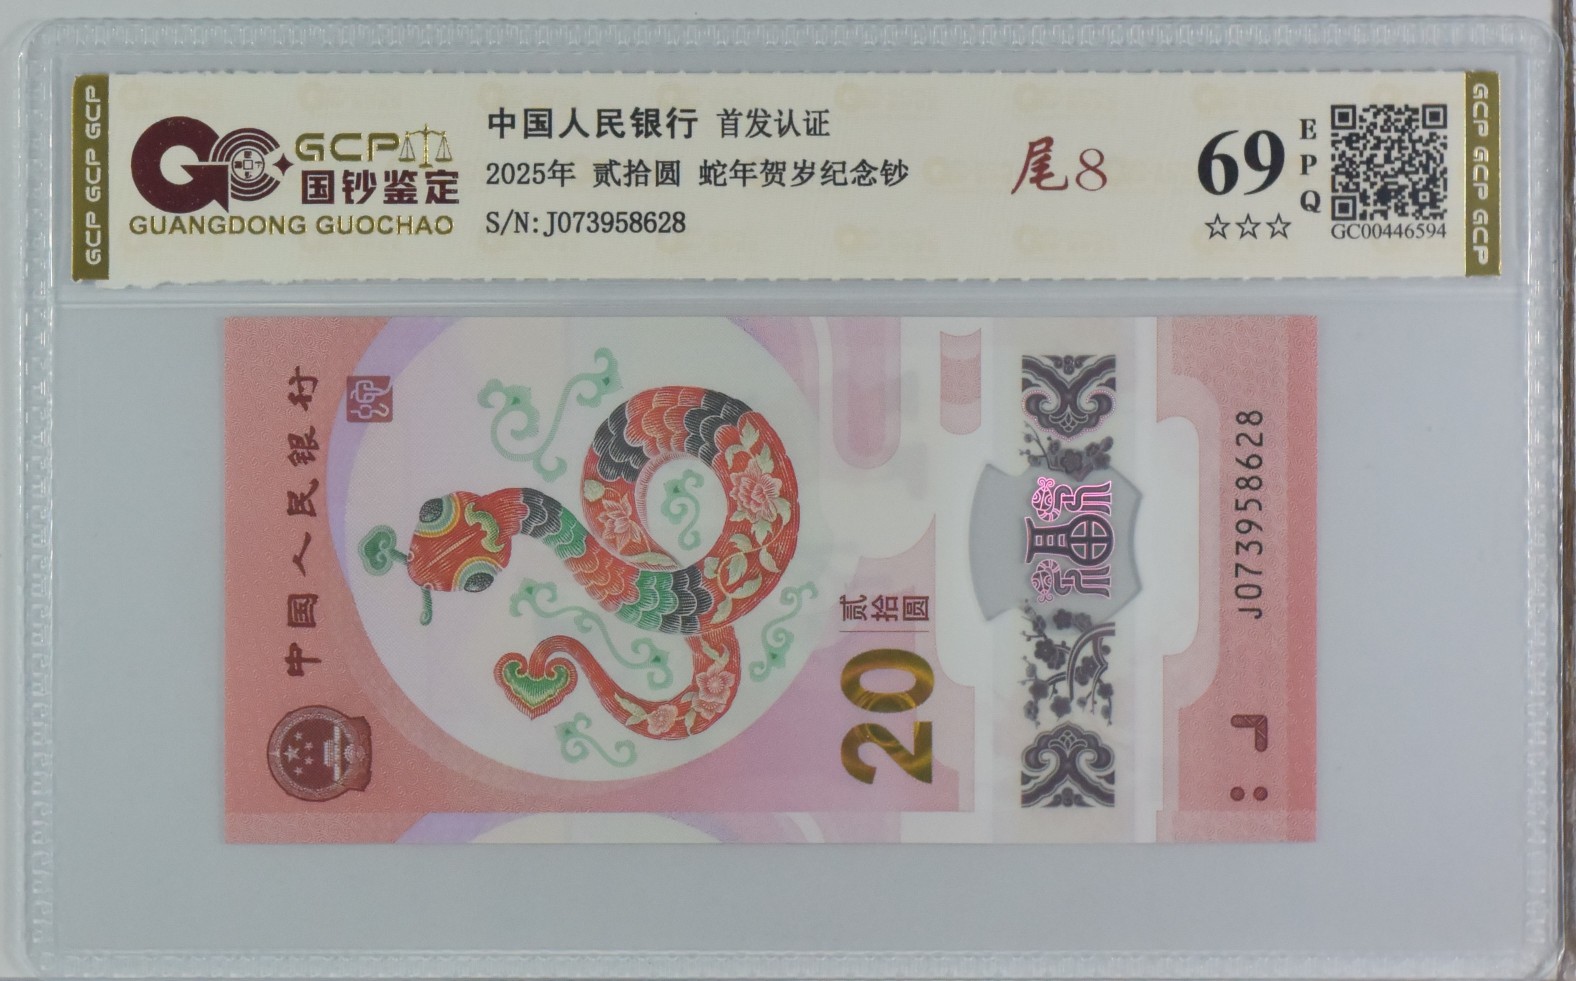 GCP GCP GCP
GCP
国钞鉴定
GUANGDONG GUOCHAO
中国人民银行 首发认证
2025年 贰拾圆 蛇年贺岁纪念钞
S/N:J073958628
尾8
69
EPQ
☆☆☆
GC00446594
GCP GCP GCP
中国人民银行
贰拾圆
20
福
J073958628